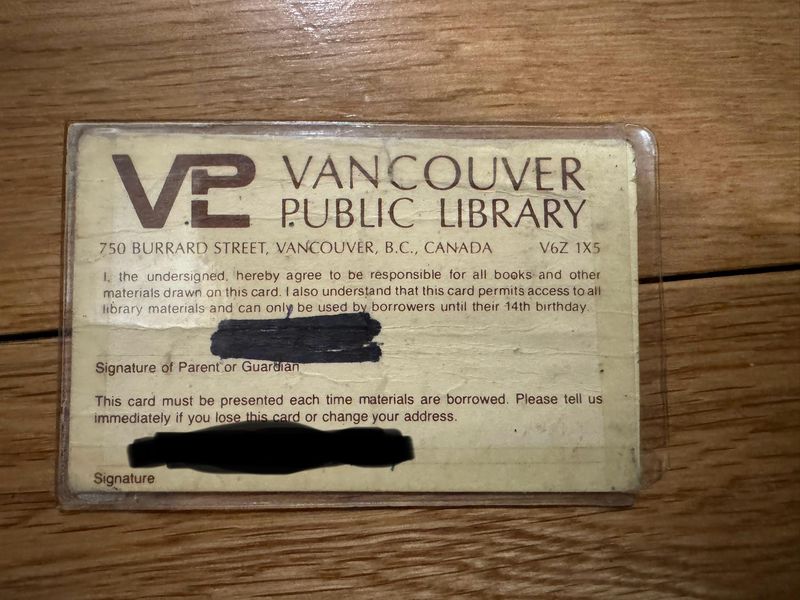 VPL VANCOUVER
PUBLIC LIBRARY
750 BURRARD STREET, VANCOUVER, B.C., CANADA V6Z 1X5
I, the undersigned, hereby agree to be responsible for all books and other
materials drawn on this card. I also understand that this card permits access to all
library materials and can only be used by borrowers until their 14th birthday.
Signature of Parent or Guardian
This card must be presented each time materials are borrowed. Please tell us
immediately if you lose this card or change your address.
Signature